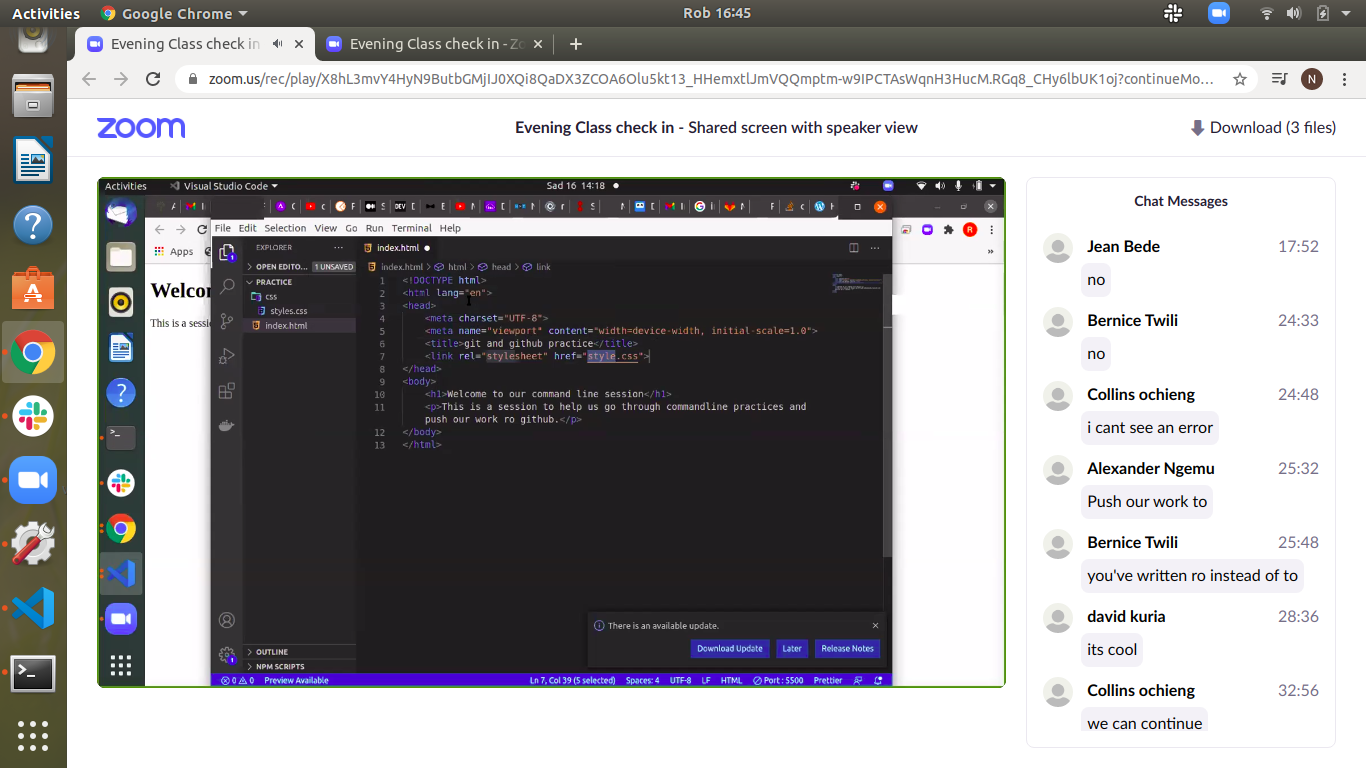 Activities
Google Chrome
Rob 16:45
Evening Class check in
Evening Class check in - Zo
zoom.us/rec/play/X8hL3mvY4HyN9ButbGMjIJ0XQi8QaDX3ZCOA6Olu5kt13_HHemxtlJmVQQmptm-w9IPCTAsWqnH3HucM.RGq8_CHy6lbUK1oj?continueMo...
N
zoom
Evening Class check in - Shared screen with speaker view
Download (3 files)
Activities
Visual Studio Code
Sad 16 14:18
File Edit Selection View Go Run Terminal Help
Apps
R
EXPLORER
index.html
OPEN EDITO...
1 UNSAVED
index.html > html > head > link
PRACTICE
css
styles.css
index.html
Welcor
This is a sessi
1 <!DOCTYPE html>
2 <html lang="en">
3 <head>
4 <meta charset="UTF-8">
5 <meta name="viewport" content="width=device-width, initial-scale=1.0">
6 <title>git and github practice</title>
7 <link rel="stylesheet" href="style.css">
8 </head>
9 <body>
10 <h1>Welcome to our command line session</h1>
11 <p>This is a session to help us go through commandline practices and
push our work ro github.</p>
12 </body>
13 </html>
There is an available update.
Download Update
Later
Release Notes
OUTLINE
NPM SCRIPTS
0 0 Preview Available
Ln 7, Col 39 (5 selected) Spaces: 4 UTF-8 LF HTML Port : 5500 Prettier
Chat Messages
Jean Bede 17:52
no
Bernice Twili 24:33
no
Collins ochieng 24:48
i cant see an error
Alexander Ngemu 25:32
Push our work to
Bernice Twili 25:48
you've written ro instead of to
david kuria 28:36
its cool
Collins ochieng 32:56
we can continue